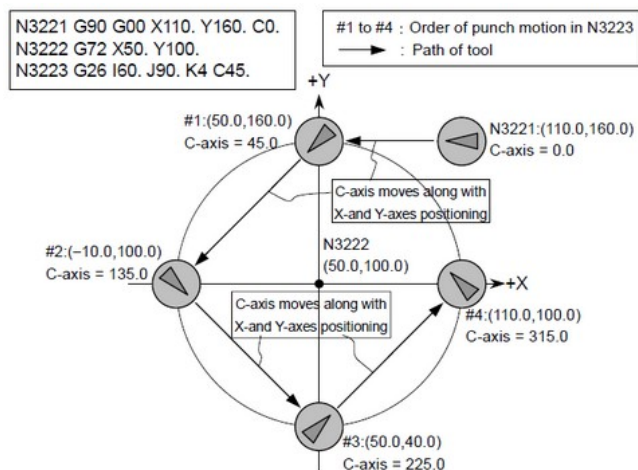 N3221 G90 G00 X110. Y160. C0.
N3222 G72 X50. Y100.
N3223 G26 I60. J90. K4 C45.
#1 to #4 : Order of punch motion in N3223
: Path of tool
+Y
#1:(50.0,160.0)
C-axis = 45.0
N3221:(110.0,160.0)
C-axis = 0.0
C-axis moves along with
X-and Y-axes positioning
#2:(–10.0,100.0)
C-axis = 135.0
N3222
(50.0,100.0)
+X
C-axis moves along with
X-and Y-axes positioning
#4:(110.0,100.0)
C-axis = 315.0
#3:(50.0,40.0)
C-axis = 225.0